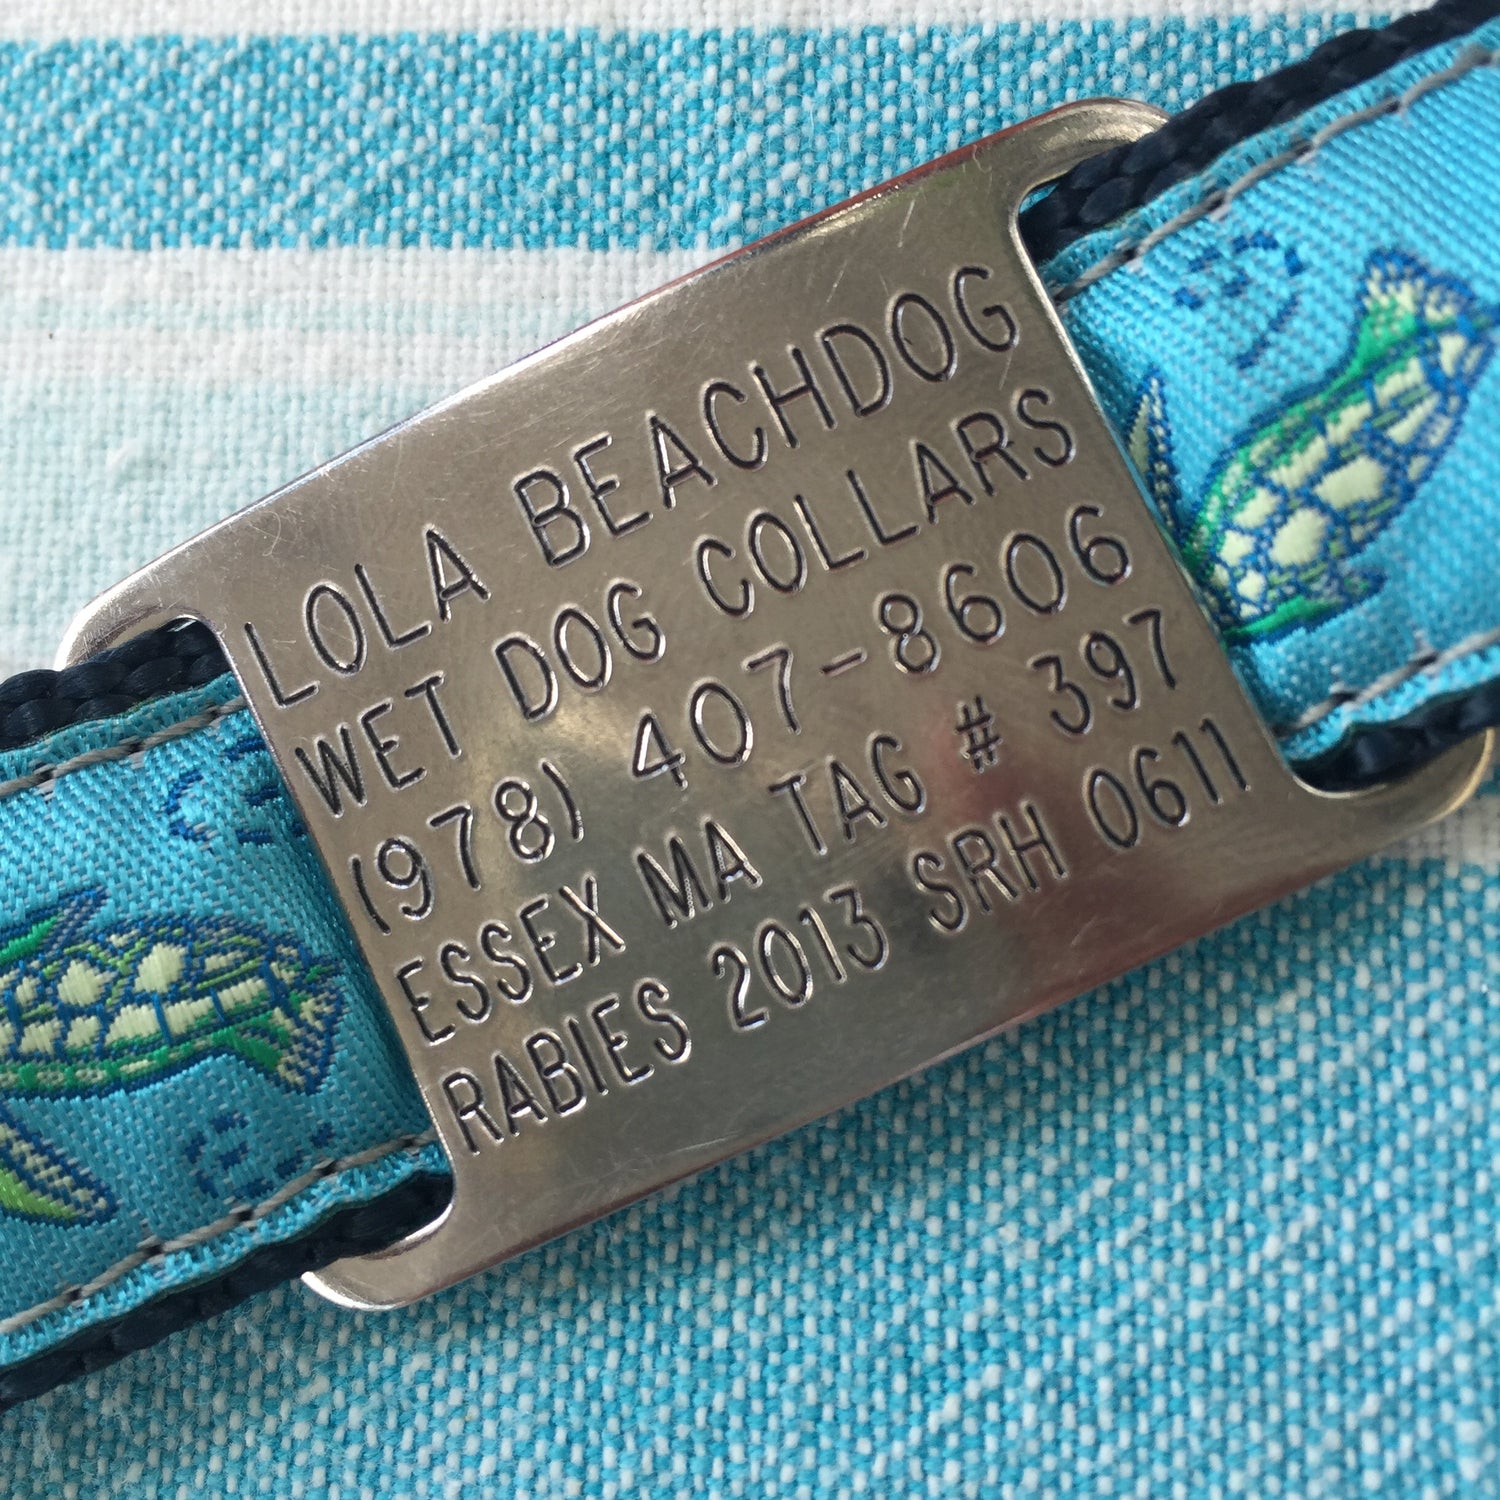 LOLA BEACHDOG
WET DOG COLLARS
(978) 407-8606
ESSEX MA TAG # 397
RABIES 2013 SRH 0611